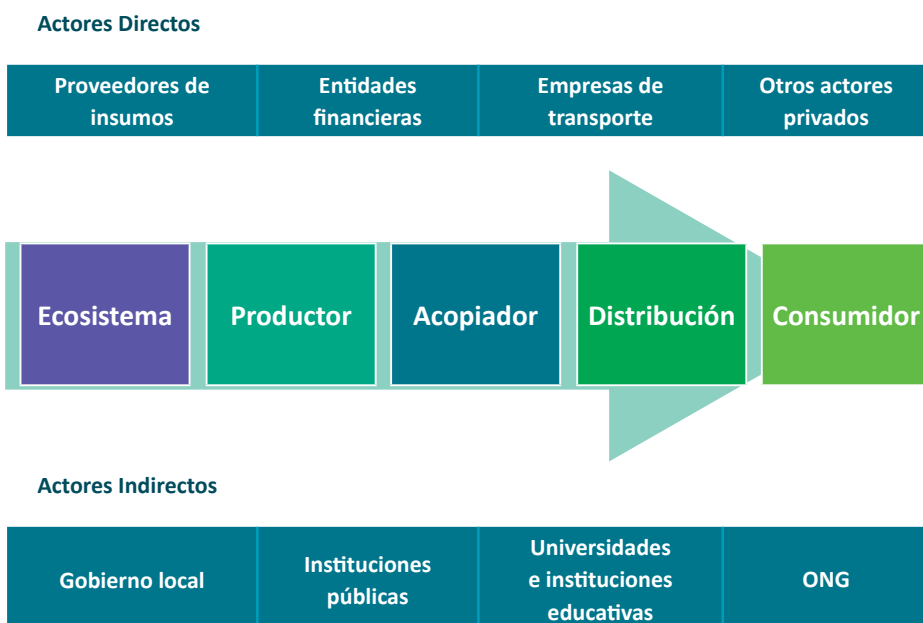 Actores Directos
Proveedores de
insumos
Entidades
financieras
Empresas de
transporte
Otros actores
privados
Ecosistema
Productor
Acopiador
Distribución
Consumidor
Actores Indirectos
Gobierno local
Instituciones
públicas
Universidades
e instituciones
educativas
ONG